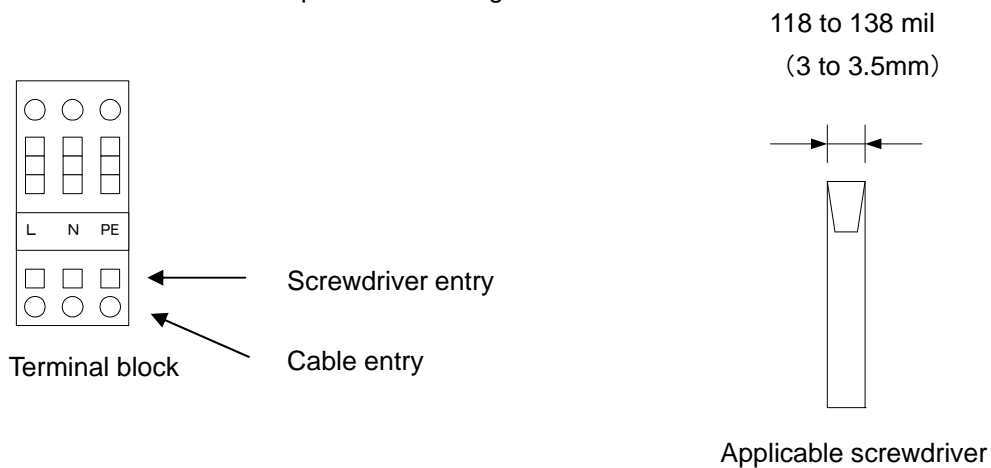 118 to 138 mil
（3 to 3.5mm）
L N PE
Screwdriver entry
Cable entry
Terminal block
Applicable screwdriver